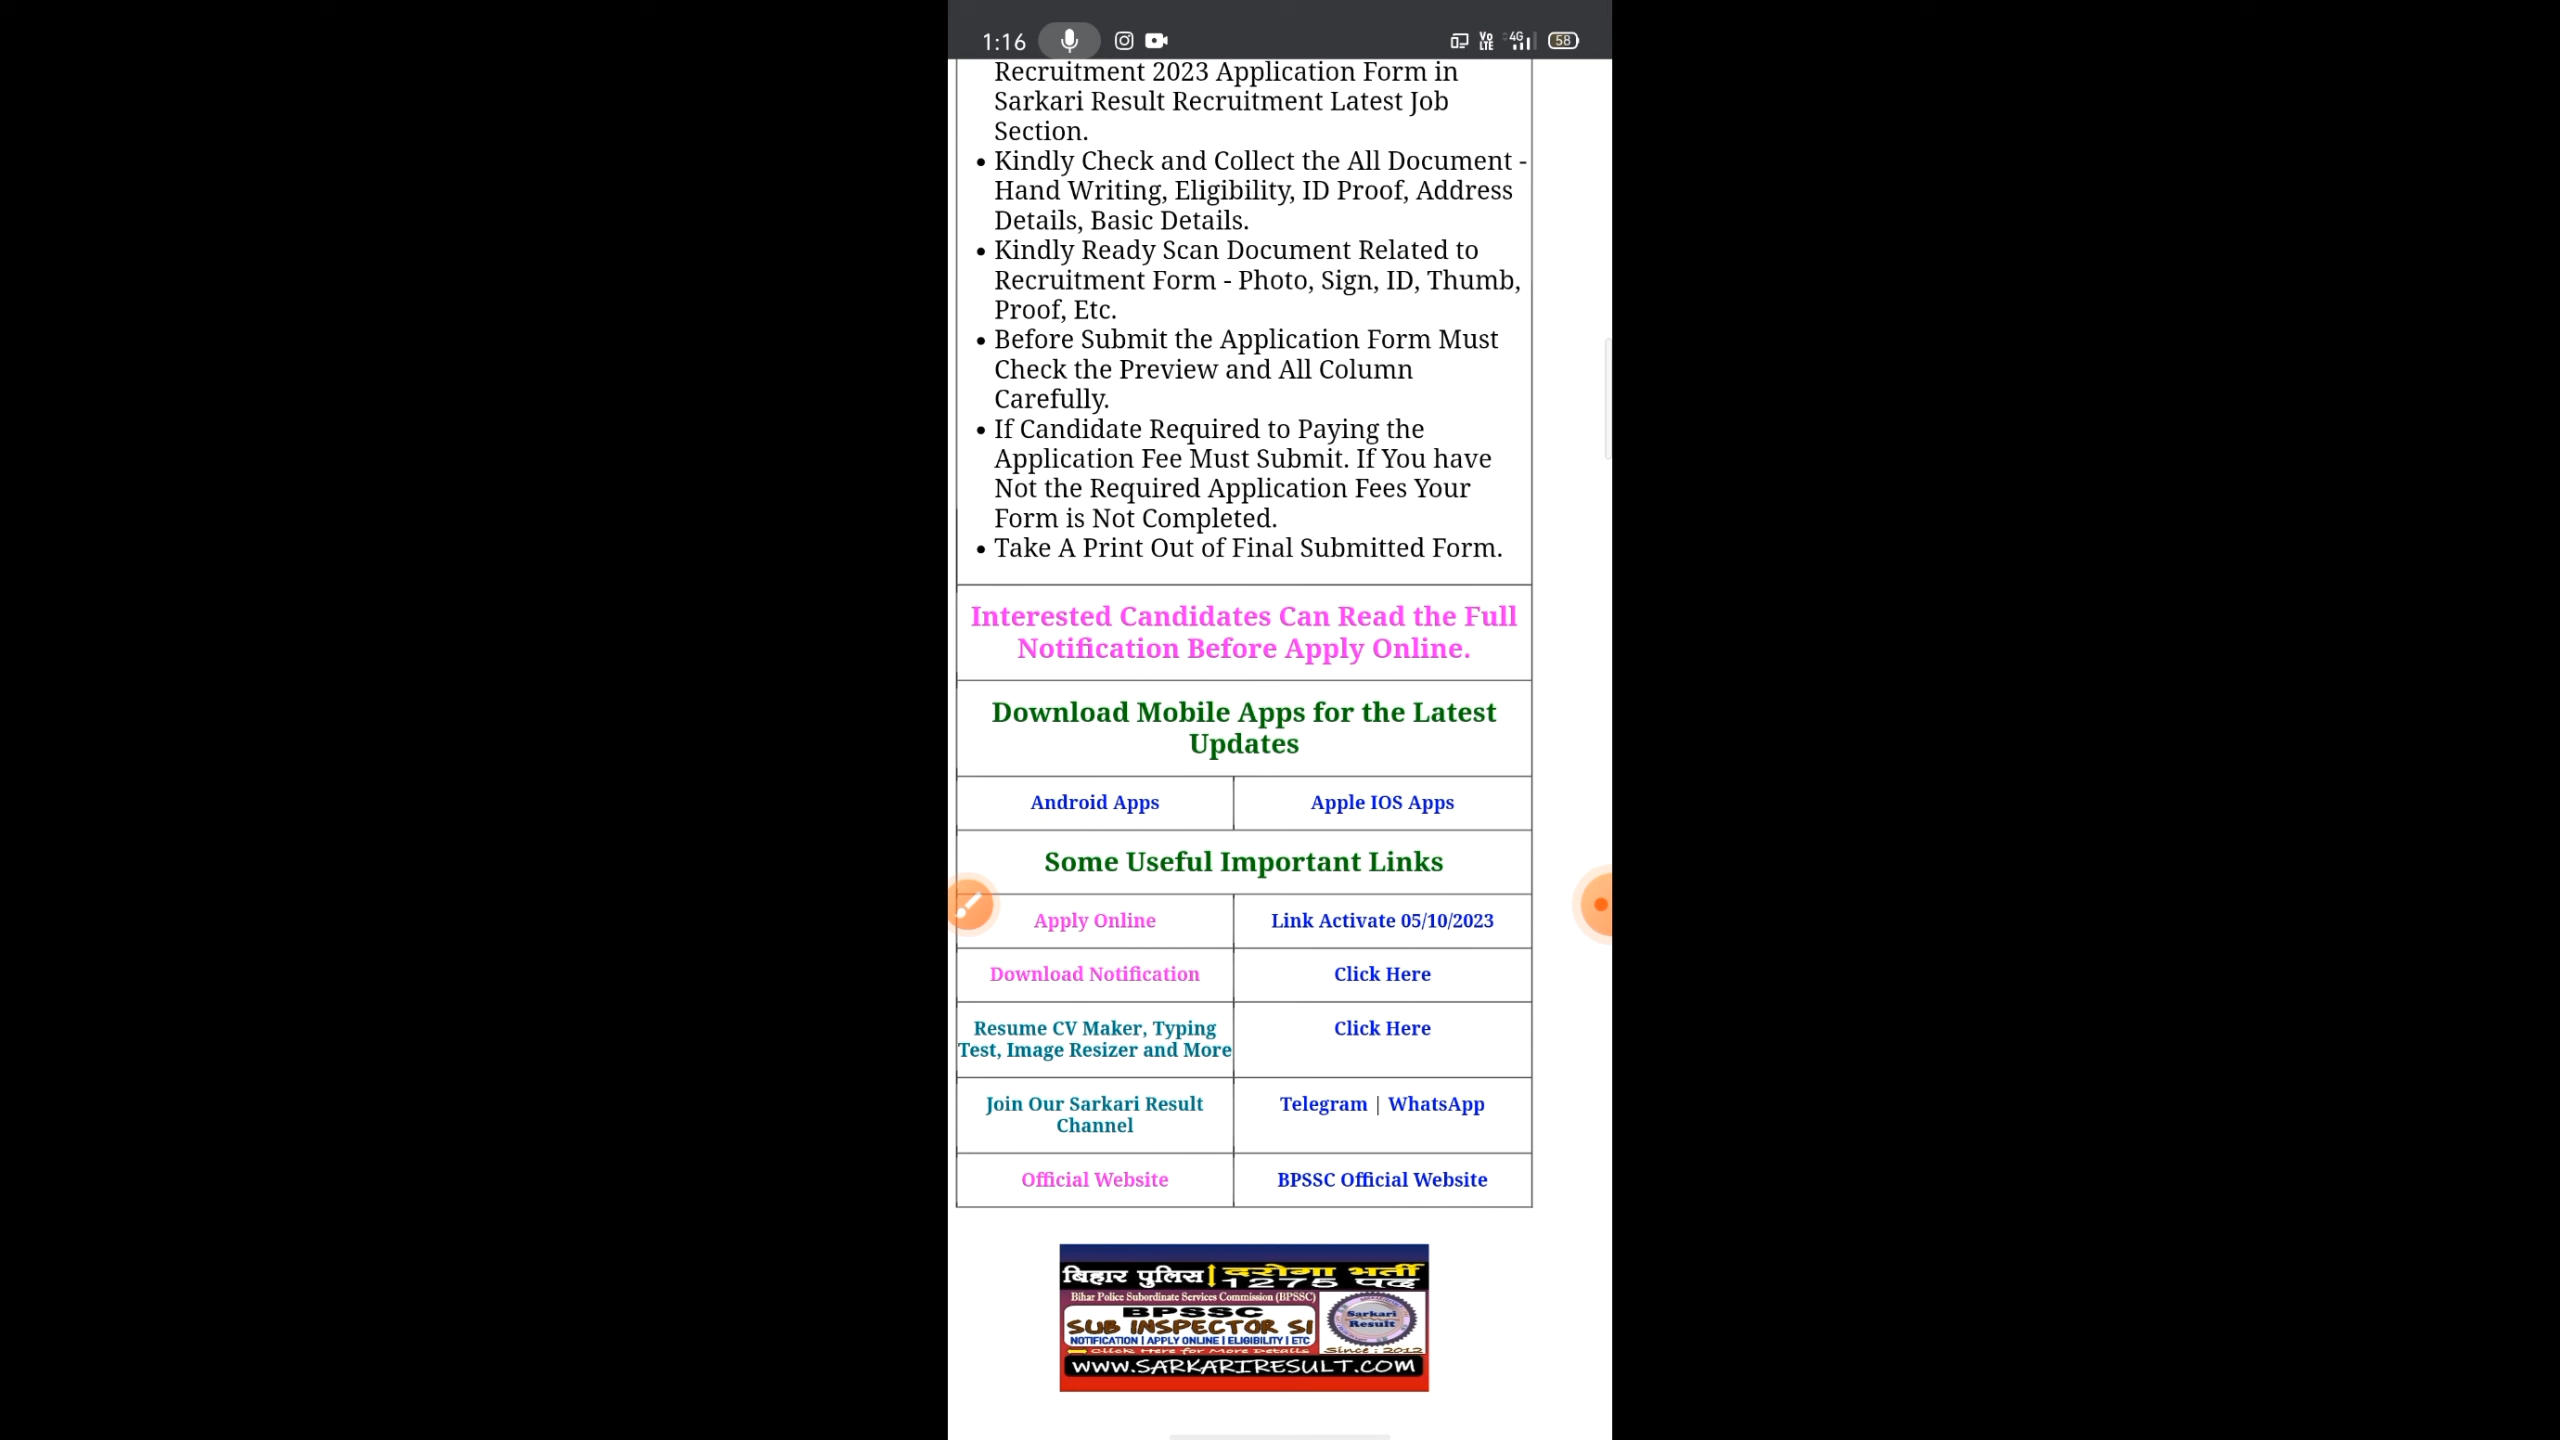 1:16
Vo
LTE
4G
58
Recruitment 2023 Application Form in
Sarkari Result Recruitment Latest Job
Section.
• Kindly Check and Collect the All Document -
Hand Writing, Eligibility, ID Proof, Address
Details, Basic Details.
• Kindly Ready Scan Document Related to
Recruitment Form - Photo, Sign, ID, Thumb,
Proof, Etc.
• Before Submit the Application Form Must
Check the Preview and All Column
Carefully.
• If Candidate Required to Paying the
Application Fee Must Submit. If You have
Not the Required Application Fees Your
Form is Not Completed.
• Take A Print Out of Final Submitted Form.
Interested Candidates Can Read the Full
Notification Before Apply Online.
Download Mobile Apps for the Latest
Updates
Android Apps
Apple IOS Apps
Some Useful Important Links
Apply Online
Link Activate 05/10/2023
Download Notification
Click Here
Resume CV Maker, Typing
Test, Image Resizer and More
Click Here
Join Our Sarkari Result
Channel
Telegram | WhatsApp
Official Website
BPSSC Official Website
बिहार पुलिस
दरोगा भर्ती
1275 पद
Bihar Police Subordinate Services Commission (BPSSC)
BPSSC
SUB INSPECTOR SI
NOTIFICATION | APPLY ONLINE | ELIGIBILITY | ETC
Click Here for More Details
Sarkari
Result
Since : 2012
WWW.SARKARIRESULT.COM